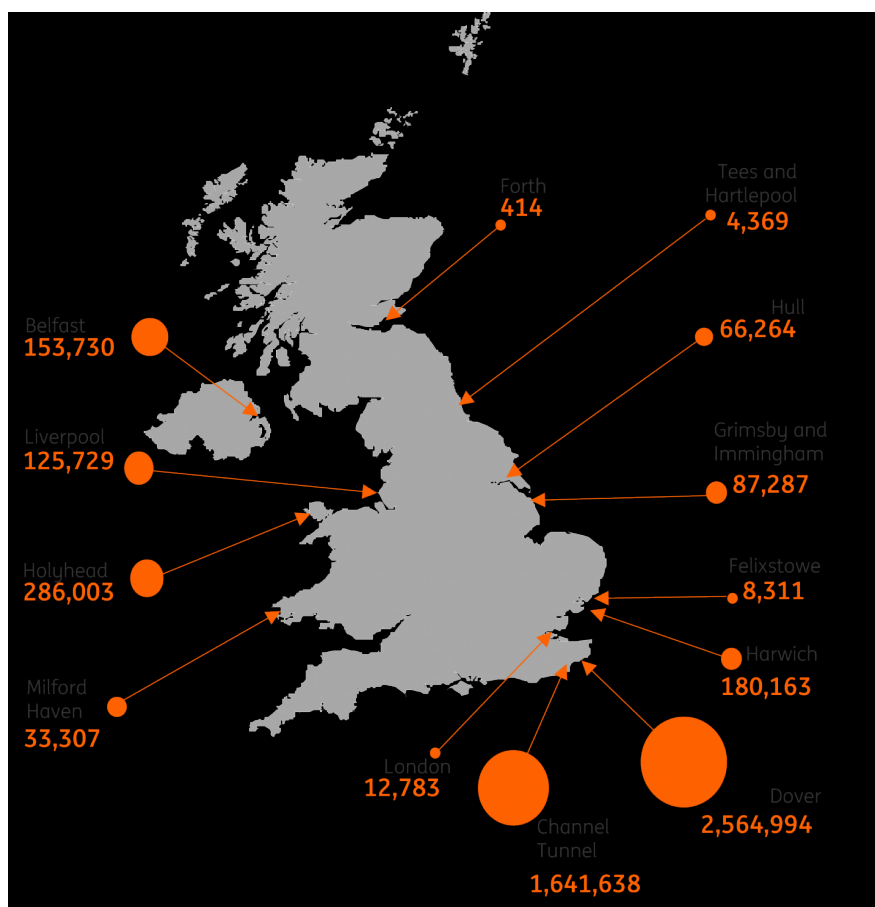 Forth
414
Tees and
Hartlepool
4,369
Hull
66,264
Belfast
153,730
Liverpool
125,729
Grimsby and
Immingham
87,287
Holyhead
286,003
Felixstowe
8,311
Harwich
180,163
Milford
Haven
33,307
London
12,783
Dover
2,564,994
Channel
Tunnel
1,641,638